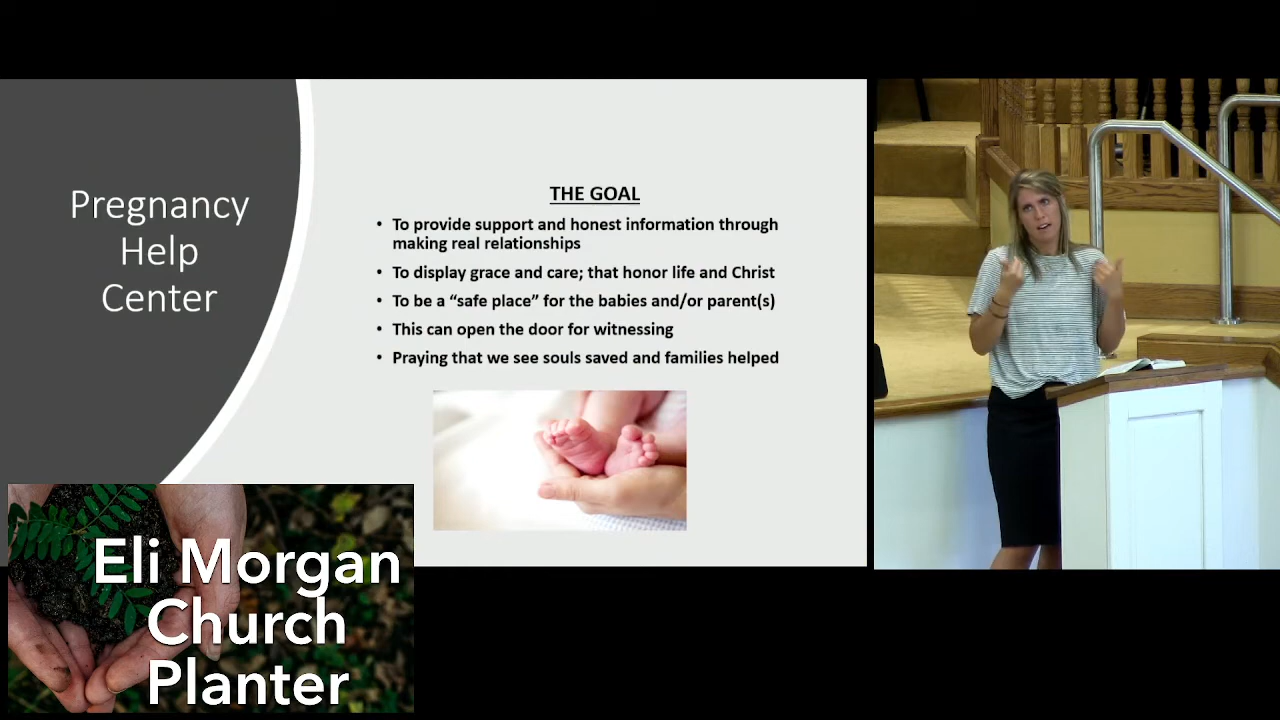 Pregnancy
Help
Center
THE GOAL
• To provide support and honest information through
making real relationships
• To display grace and care; that honor life and Christ
• To be a “safe place” for the babies and/or parent(s)
• This can open the door for witnessing
• Praying that we see souls saved and families helped
Eli Morgan
Church
Planter